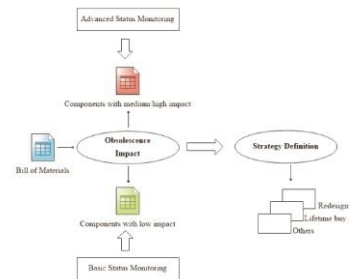 Advanced Status Monitoring
Components with medium high impact
Obsolescence
Impact
Strategy Definition
Bill of Materials
Redesign
Lifetime buy
Others
Components with low impact
Basic Status Monitoring